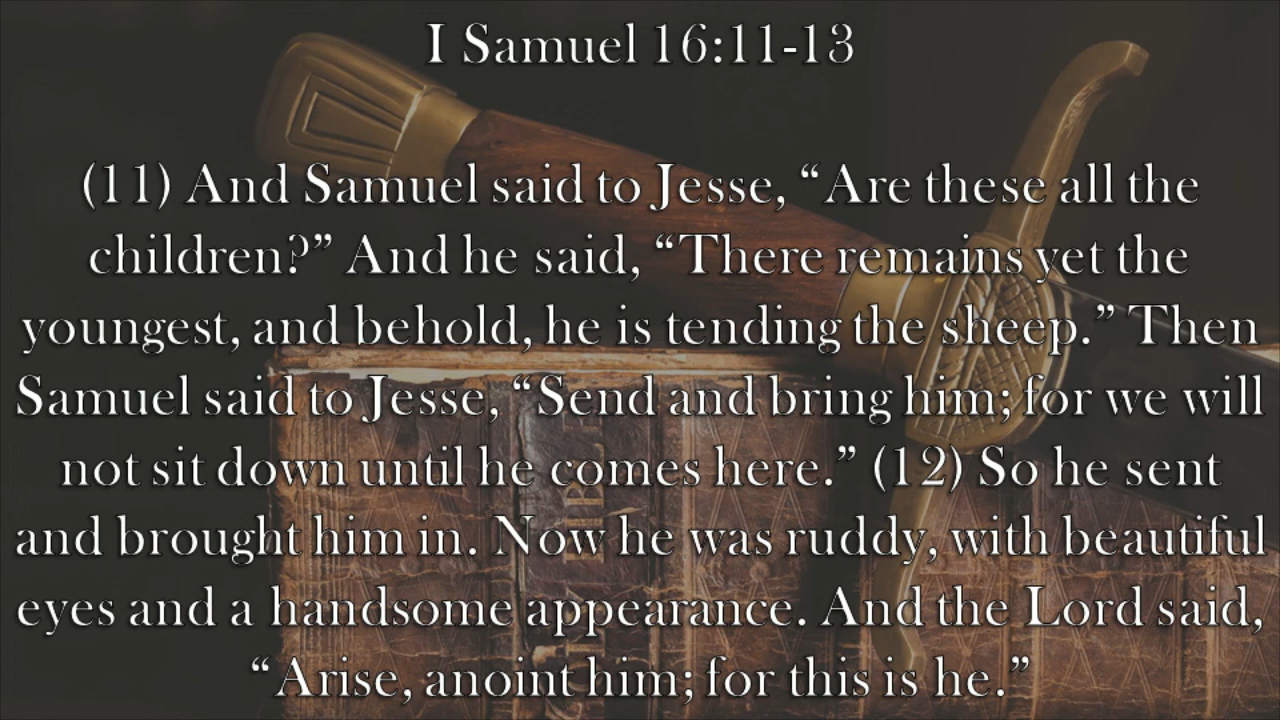 I Samuel 16:11-13
(11) And Samuel said to Jesse, “Are these all the
children?” And he said, “There remains yet the
youngest, and behold, he is tending the sheep.” Then
Samuel said to Jesse, “Send and bring him; for we will
not sit down until he comes here.” (12) So he sent
and brought him in. Now he was ruddy, with beautiful
eyes and a handsome appearance. And the Lord said,
“Arise, anoint him; for this is he.”